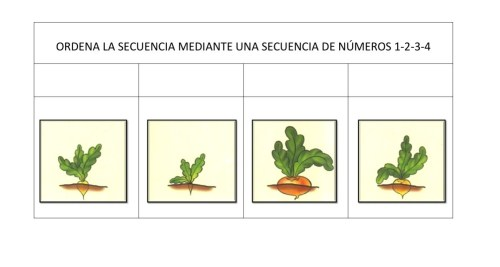 ORDENA LA SECUENCIA MEDIANTE UNA SECUENCIA DE NÚMEROS 1-2-3-4